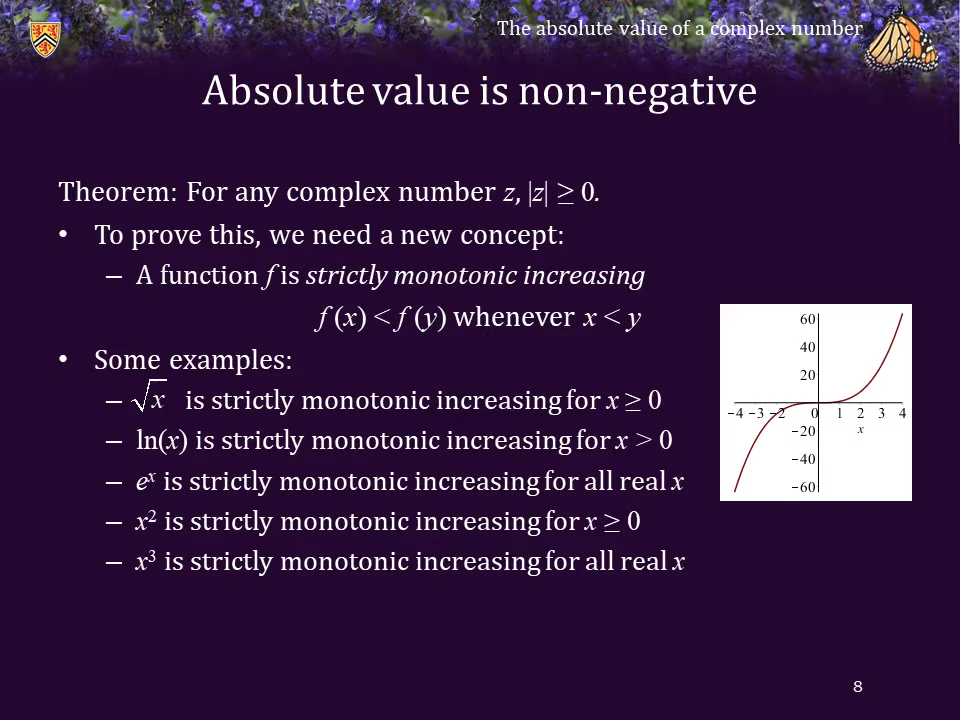 The absolute value of a complex number
Absolute value is non-negative
Theorem: For any complex number z, |z| ≥ 0.
• To prove this, we need a new concept:
– A function f is strictly monotonic increasing
f (x) < f (y) whenever x < y
• Some examples:
– √x is strictly monotonic increasing for x ≥ 0
– ln(x) is strictly monotonic increasing for x > 0
– eˣ is strictly monotonic increasing for all real x
– x² is strictly monotonic increasing for x ≥ 0
– x³ is strictly monotonic increasing for all real x
60
40
20
−4 −3 −2 0 1 2 3 4
x
−20
−40
−60
8